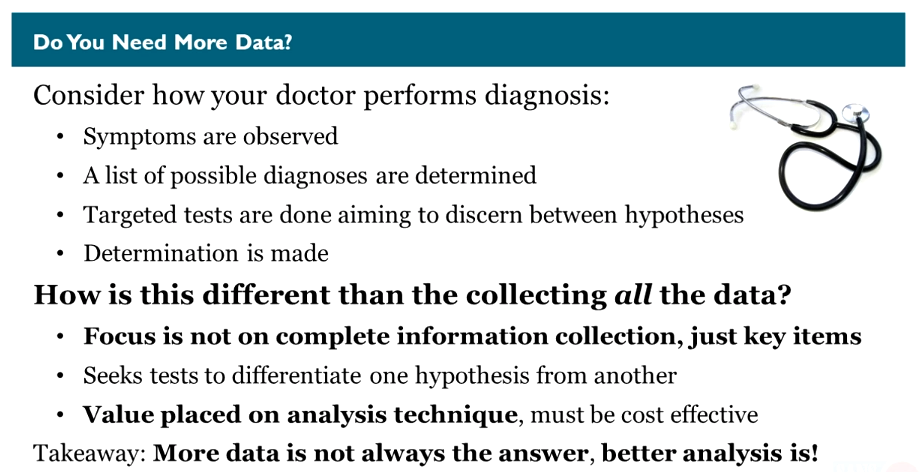 Do You Need More Data?
Consider how your doctor performs diagnosis:
• Symptoms are observed
• A list of possible diagnoses are determined
• Targeted tests are done aiming to discern between hypotheses
• Determination is made
How is this different than the collecting all the data?
• Focus is not on complete information collection, just key items
• Seeks tests to differentiate one hypothesis from another
• Value placed on analysis technique, must be cost effective
Takeaway: More data is not always the answer, better analysis is!